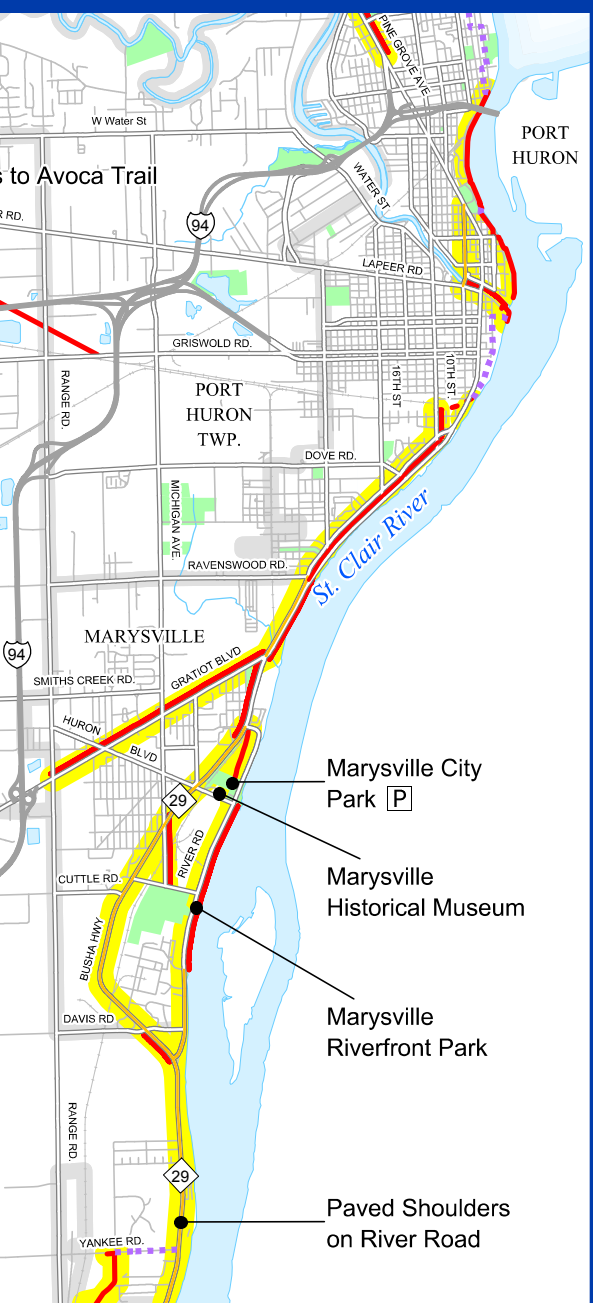 PINE GROVE AVE
W Water St
PORT
HURON
s to Avoca Trail
WATER ST
R RD.
94
LAPEER RD
GRISWOLD RD.
RANGE RD.
PORT
HURON
TWP.
16TH ST
10TH ST.
DOVE RD.
MICHIGAN AVE
St. Clair River
RAVENSWOOD RD.
MARYSVILLE
94
GRATIOT BLVD
SMITHS CREEK RD.
HURON
BLVD
Marysville City
Park P
29
RIVER RD
CUTTLE RD.
Marysville
Historical Museum
BUSHA HWY
DAVIS RD
Marysville
Riverfront Park
RANGE RD.
29
Paved Shoulders
on River Road
YANKEE RD.